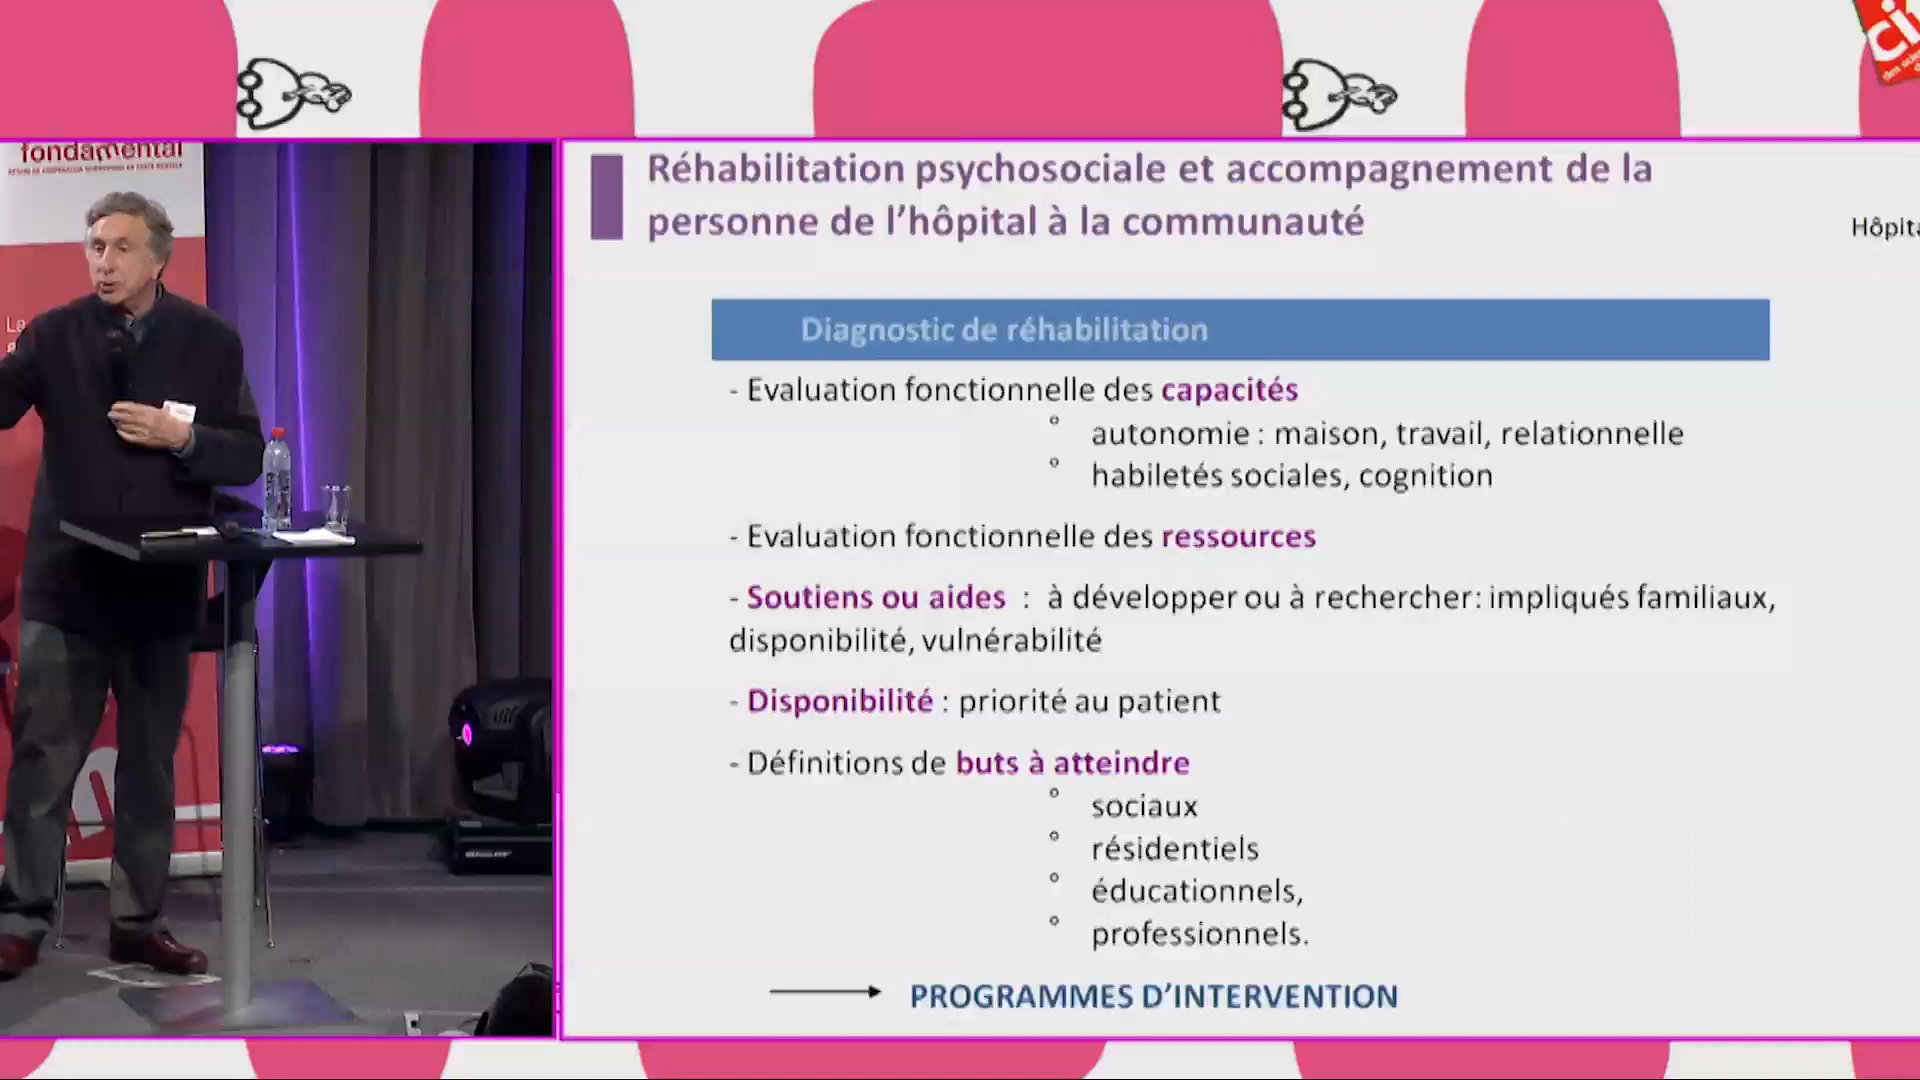 fondamental
Réhabilitation psychosociale et accompagnement de la
personne de l'hôpital à la communauté
Diagnostic de réhabilitation
- Evaluation fonctionnelle des capacités
° autonomie : maison, travail, relationnelle
° habiletés sociales, cognition
- Evaluation fonctionnelle des ressources
- Soutiens ou aides : à développer ou à rechercher: impliqués familiaux,
disponibilité, vulnérabilité
- Disponibilité : priorité au patient
- Définitions de buts à atteindre
° sociaux
° résidentiels
° éducationnels,
° professionnels.
PROGRAMMES D'INTERVENTION